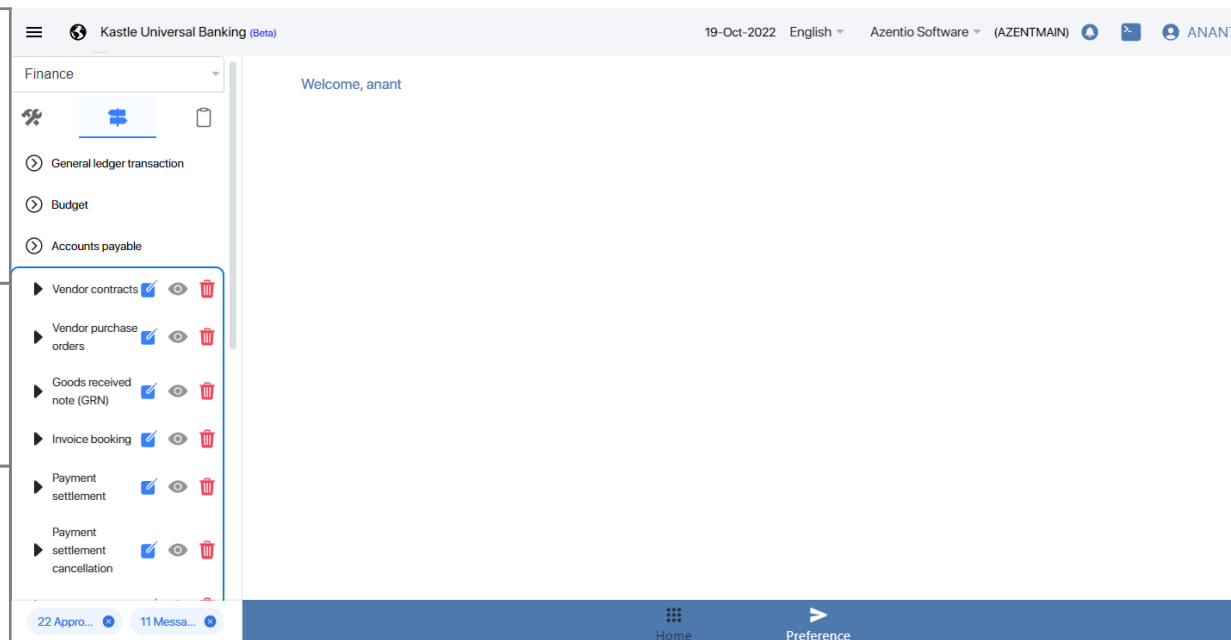 Kastle Universal Banking (Beta)
19-Oct-2022 English Azentio Software (AZENTMAIN) ANANT
Finance
Welcome, anant
General ledger transaction
Budget
Accounts payable
Vendor contracts
Vendor purchase
orders
Goods received
note (GRN)
Invoice booking
Payment
settlement
Payment
settlement
cancellation
22 Appro... 11 Messa...
Home Preference